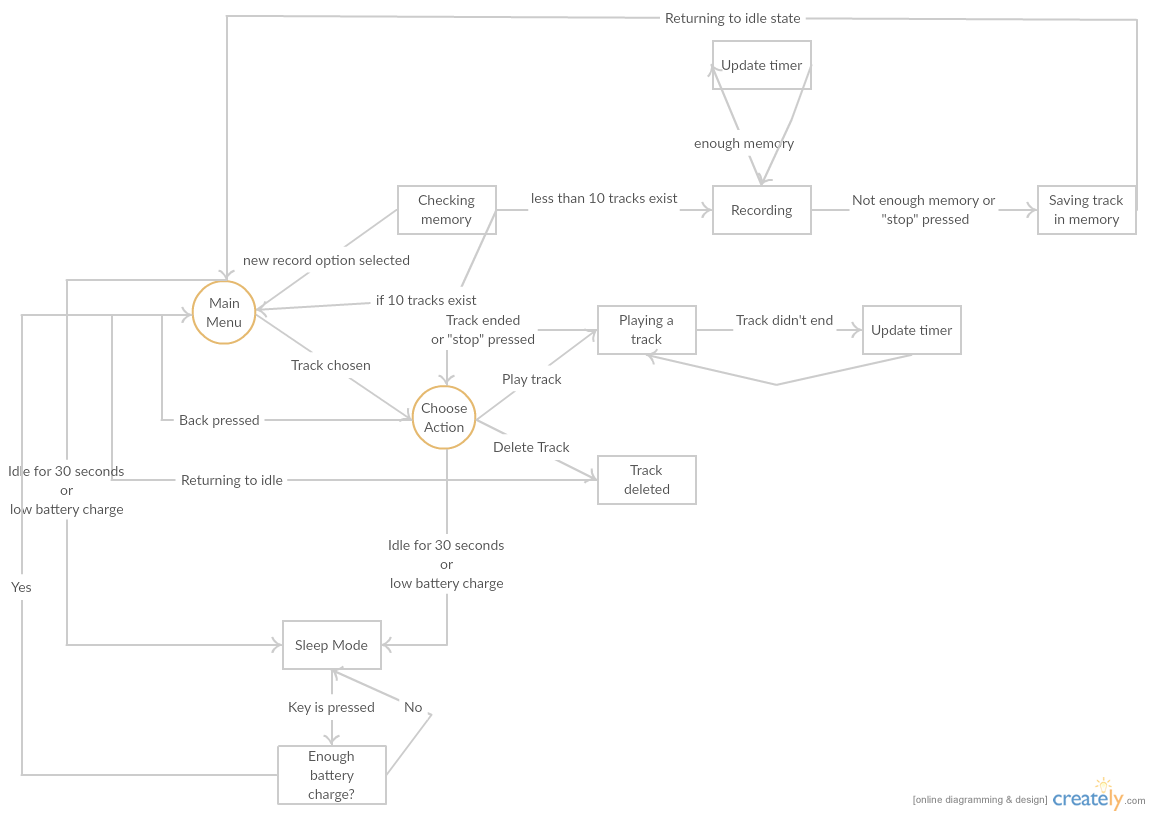 Returning to idle state
Update timer
enough memory
Checking
memory
less than 10 tracks exist
Recording
Not enough memory or
"stop" pressed
Saving track
in memory
new record option selected
Main
Menu
if 10 tracks exist
Track ended
or "stop" pressed
Playing a
track
Track didn't end
Update timer
Track chosen
Play track
Choose
Action
Back pressed
Delete Track
Idle for 30 seconds
or
low battery charge
Returning to idle
Track
deleted
Idle for 30 seconds
or
low battery charge
Yes
Sleep Mode
Key is pressed
No
Enough
battery
charge?
[online diagramming & design] creately.com